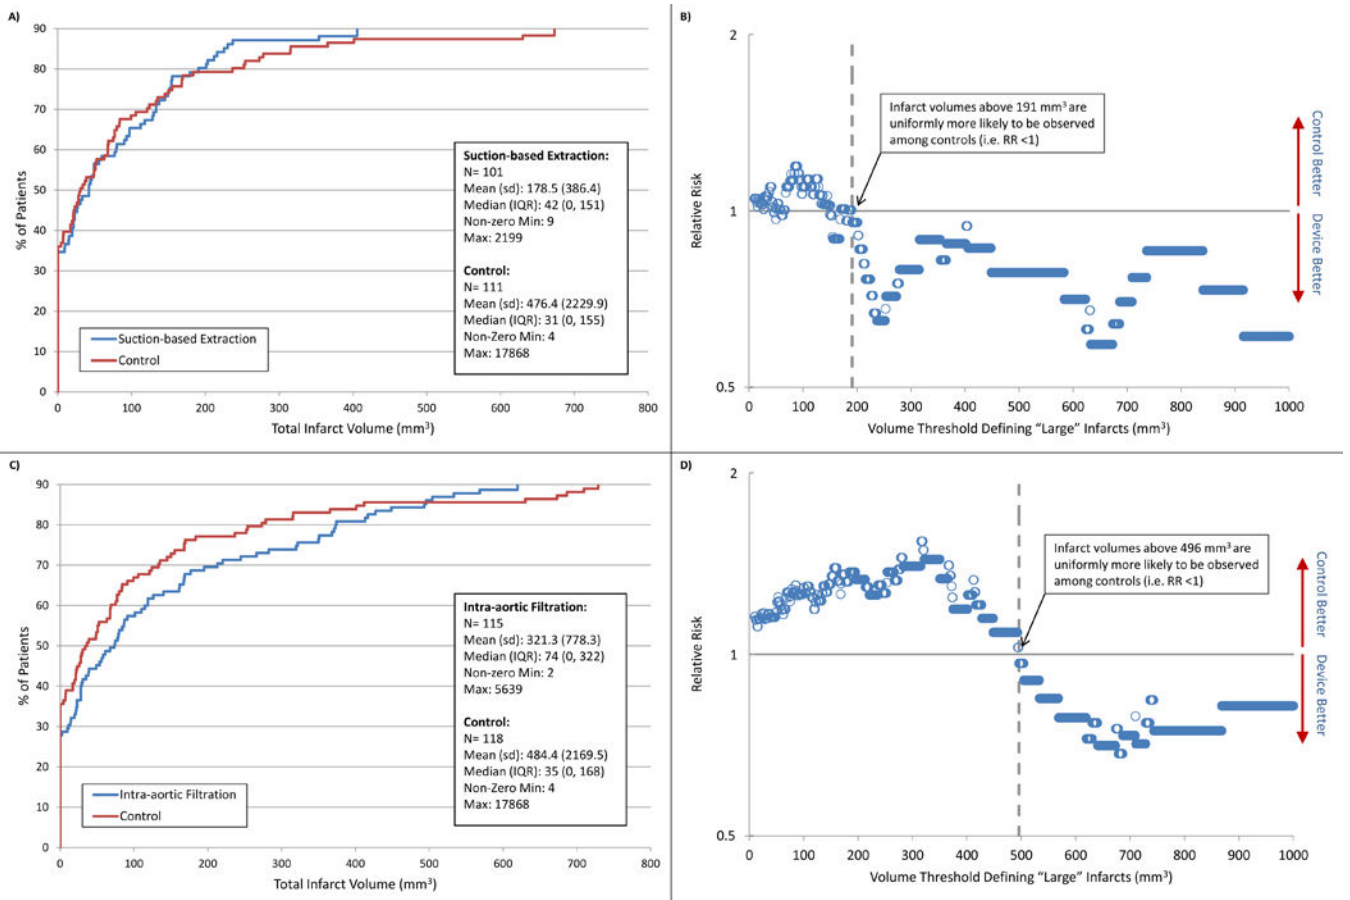 A)
90
80
70
60
50
40
30
20
10
0
% of Patients
0 100 200 300 400 500 600 700 800
Total Infarct Volume (mm³)
Suction-based Extraction
Control
Suction-based Extraction:
N= 101
Mean (sd): 178.5 (386.4)
Median (IQR): 42 (0, 151)
Non-zero Min: 9
Max: 2199
Control:
N= 111
Mean (sd): 476.4 (2229.9)
Median (IQR): 31 (0, 155)
Non-Zero Min: 4
Max: 17868
B)
2
1
0.5
Relative Risk
Infarct volumes above 191 mm³ are
uniformly more likely to be observed
among controls (i.e. RR <1)
Control Better
Device Better
0 100 200 300 400 500 600 700 800 900 1000
Volume Threshold Defining “Large” Infarcts (mm³)
C)
90
80
70
60
50
40
30
20
10
0
% of Patients
0 100 200 300 400 500 600 700 800
Total Infarct Volume (mm³)
Intra-aortic Filtration
Control
Intra-aortic Filtration:
N= 115
Mean (sd): 321.3 (778.3)
Median (IQR): 74 (0, 322)
Non-zero Min: 2
Max: 5639
Control:
N= 118
Mean (sd): 484.4 (2169.5)
Median (IQR): 35 (0, 168)
Non-Zero Min: 4
Max: 17868
D)
2
1
0.5
Relative Risk
Infarct volumes above 496 mm³ are
uniformly more likely to be observed
among controls (i.e. RR <1)
Control Better
Device Better
0 100 200 300 400 500 600 700 800 900 1000
Volume Threshold Defining “Large” Infarcts (mm³)